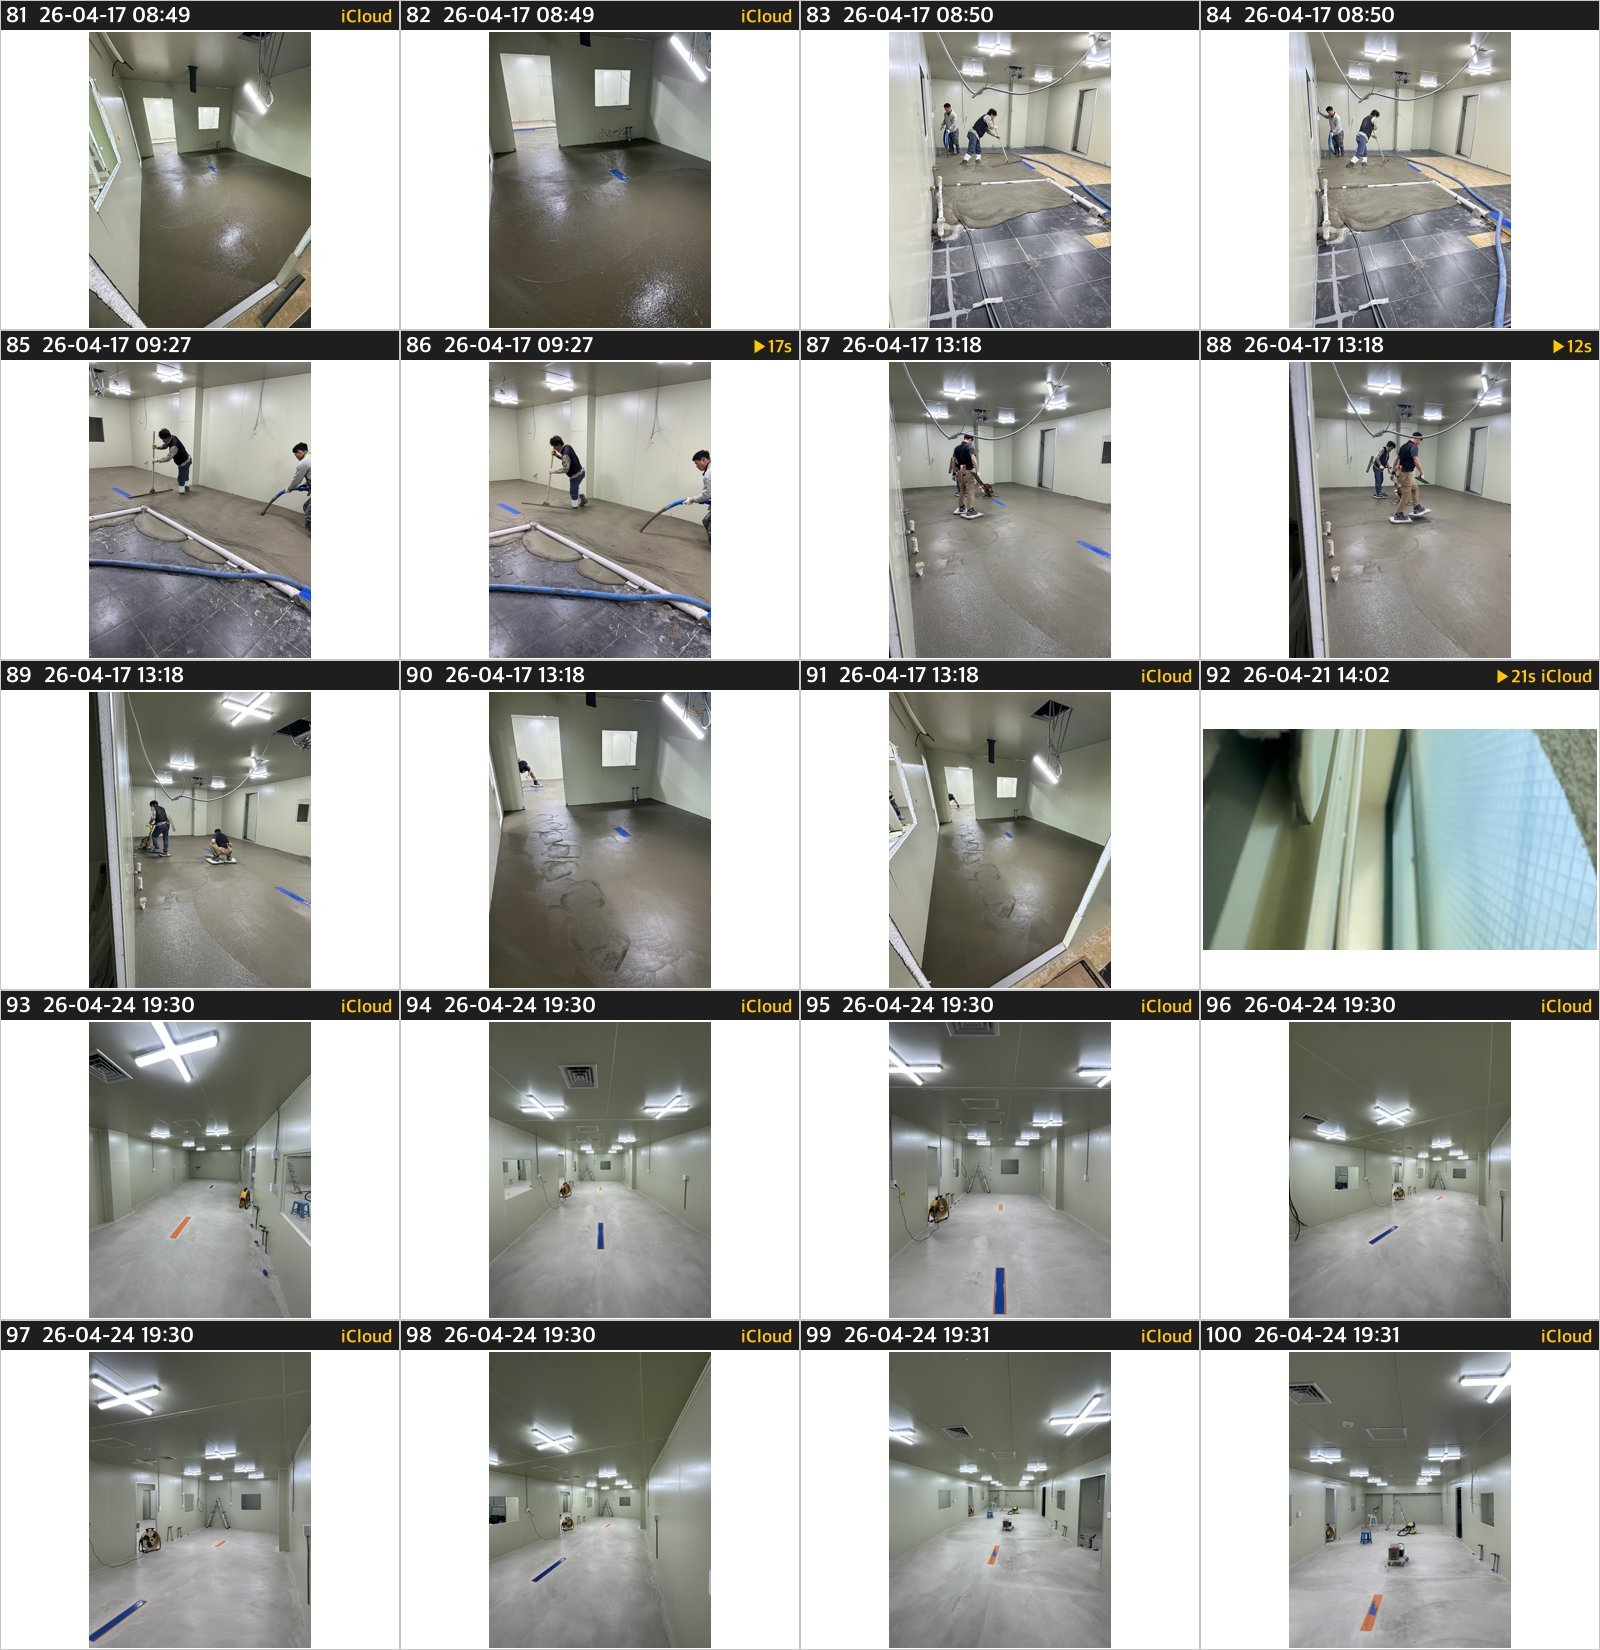 81 26-04-17 08:49 iCloud
82 26-04-17 08:49 iCloud
83 26-04-17 08:50
84 26-04-17 08:50
85 26-04-17 09:27
86 26-04-17 09:27 ▶17s
87 26-04-17 13:18
88 26-04-17 13:18 ▶12s
89 26-04-17 13:18
90 26-04-17 13:18
91 26-04-17 13:18 iCloud
92 26-04-21 14:02 ▶21s iCloud
93 26-04-24 19:30 iCloud
94 26-04-24 19:30 iCloud
95 26-04-24 19:30 iCloud
96 26-04-24 19:30 iCloud
97 26-04-24 19:30 iCloud
98 26-04-24 19:30 iCloud
99 26-04-24 19:31 iCloud
100 26-04-24 19:31 iCloud